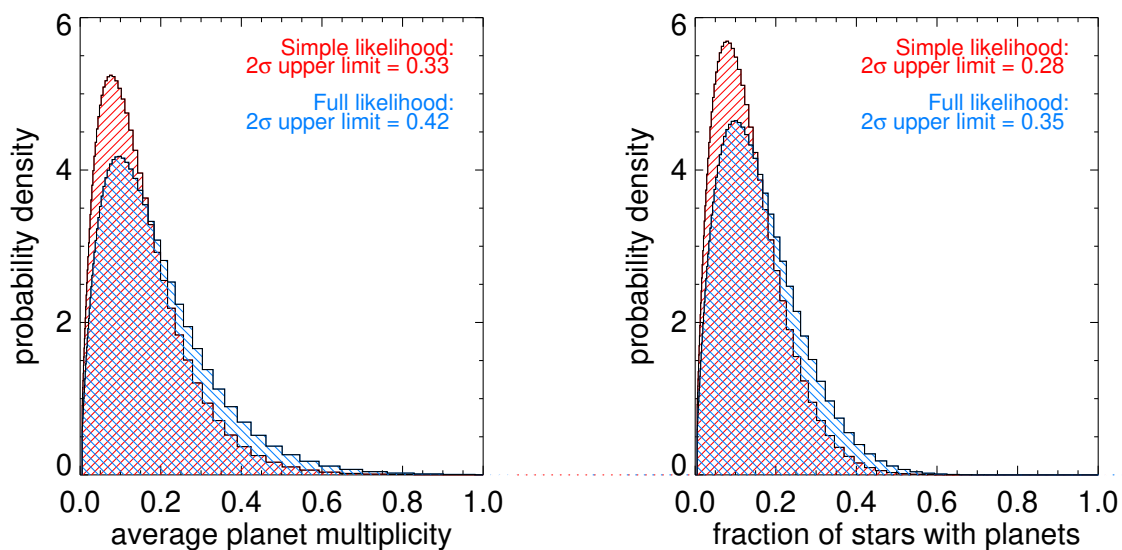 6
4
2
0
probability density
Simple likelihood:
2σ upper limit = 0.33
Full likelihood:
2σ upper limit = 0.42
0.0 0.2 0.4 0.6 0.8 1.0
average planet multiplicity
6
4
2
0
probability density
Simple likelihood:
2σ upper limit = 0.28
Full likelihood:
2σ upper limit = 0.35
0.0 0.2 0.4 0.6 0.8 1.0
fraction of stars with planets